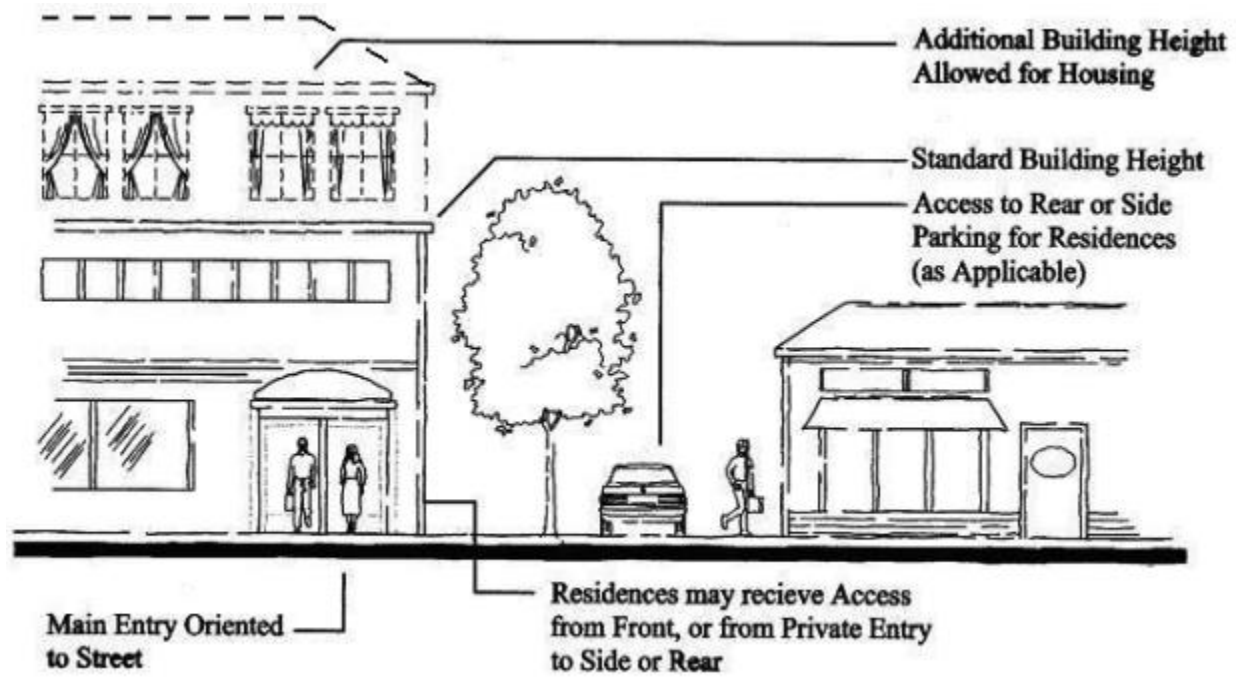 Additional Building Height
Allowed for Housing
Standard Building Height
Access to Rear or Side
Parking for Residences
(as Applicable)
Main Entry Oriented
to Street
Residences may recieve Access
from Front, or from Private Entry
to Side or Rear